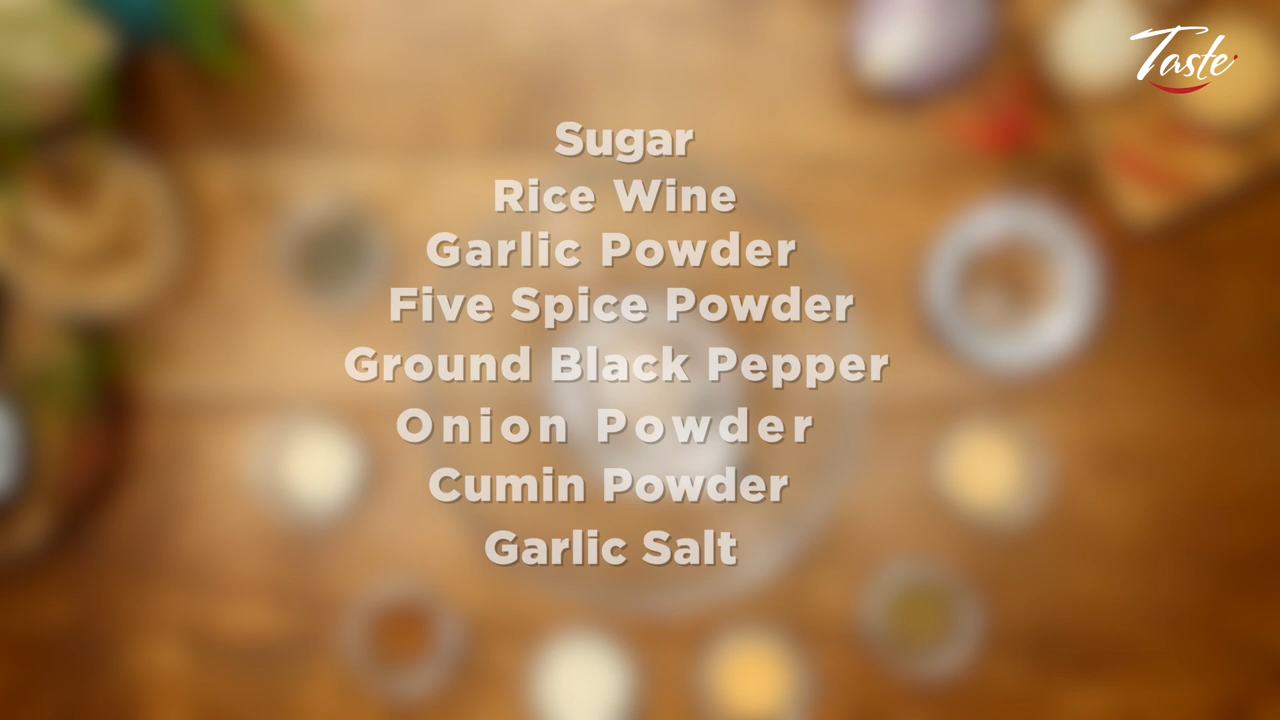 Taste
Sugar
Rice Wine
Garlic Powder
Five Spice Powder
Ground Black Pepper
Onion Powder
Cumin Powder
Garlic Salt